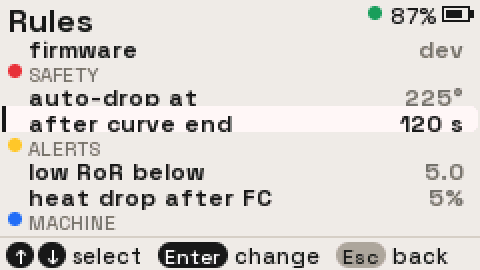 Rules 87%
firmware dev
SAFETY
auto-drop at 225°
after curve end 120 s
ALERTS
low RoR below 5.0
heat drop after FC 5%
MACHINE
↑ ↓ select Enter change Esc back